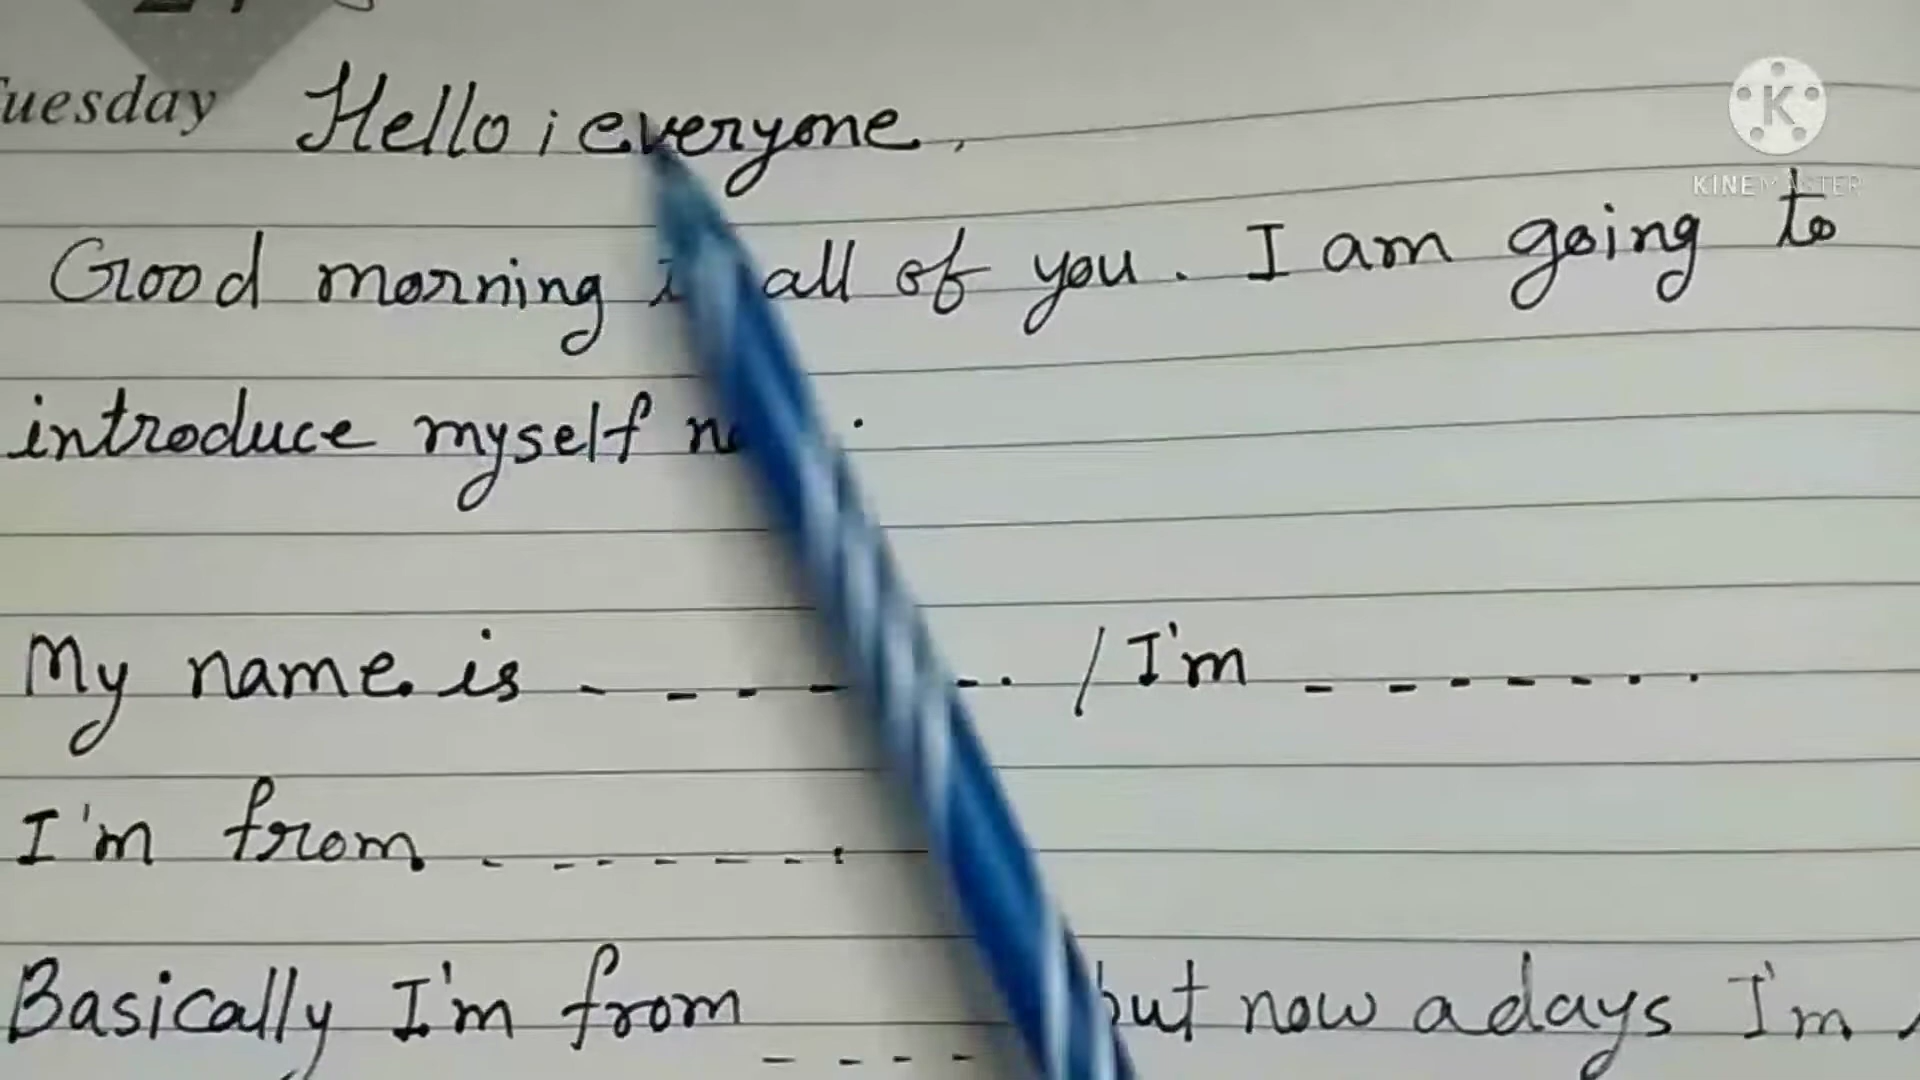 uesday Hello i everyone,
KINEMASTER
Good morning all of you. I am going to
introduce myself
My name is - - - - - . / I'm - - - - - - .
I'm from - - - - - - .
Basically I'm from - - - - but now a days I'm